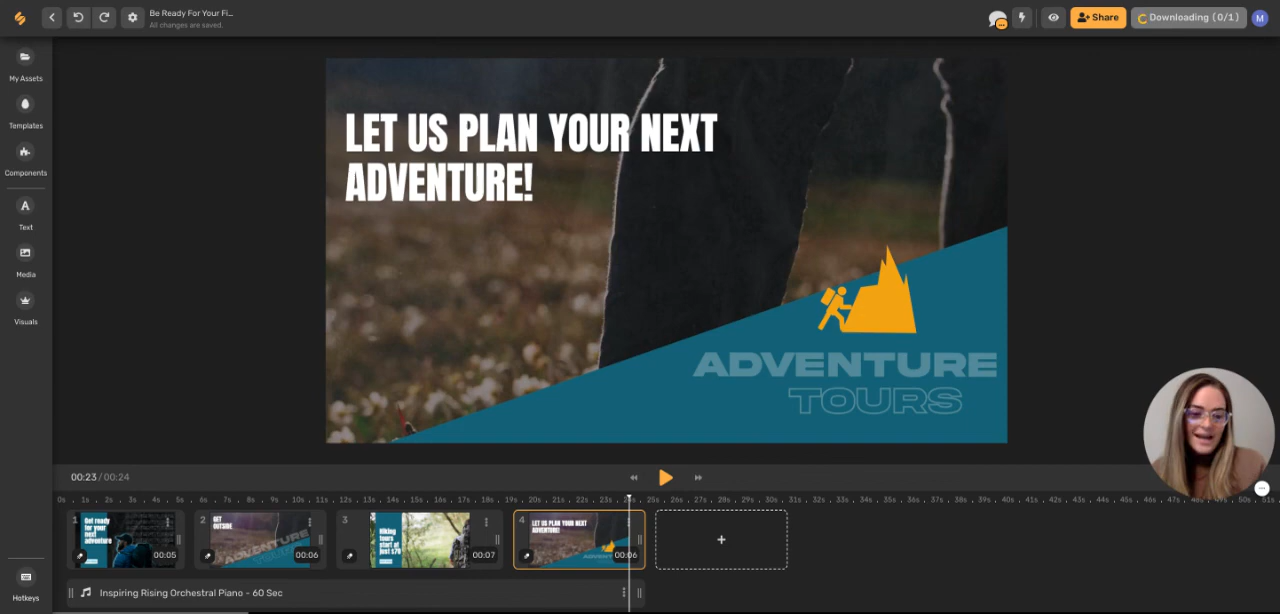 Be Ready For Your Fi...
All changes are saved.
Share
Downloading (0/1)
M
My Assets
Templates
Components
A
Text
Media
Visuals
Hotkeys
LET US PLAN YOUR NEXT
ADVENTURE!
ADVENTURE
TOURS
00:23 / 00:24
0s 1s 2s 3s 4s 5s 6s 7s 8s 9s 10s 11s 12s 13s 14s 15s 16s 17s 18s 19s 20s 21s 22s 23s 24s 25s 26s 27s 28s 29s 30s 31s 32s 33s 34s 35s 36s 37s 38s 39s 40s 41s 42s 43s 44s 45s 46s 47s 48s 49s 50s 51s
1
Get ready
for your
next
adventure
00:05
2
GET
OUTSIDE
ADVENTURE
00:06
3
Hiking
tours
start at
just $70
00:07
4
LET US PLAN YOUR NEXT
ADVENTURE!
00:06
+
Inspiring Rising Orchestral Piano - 60 Sec